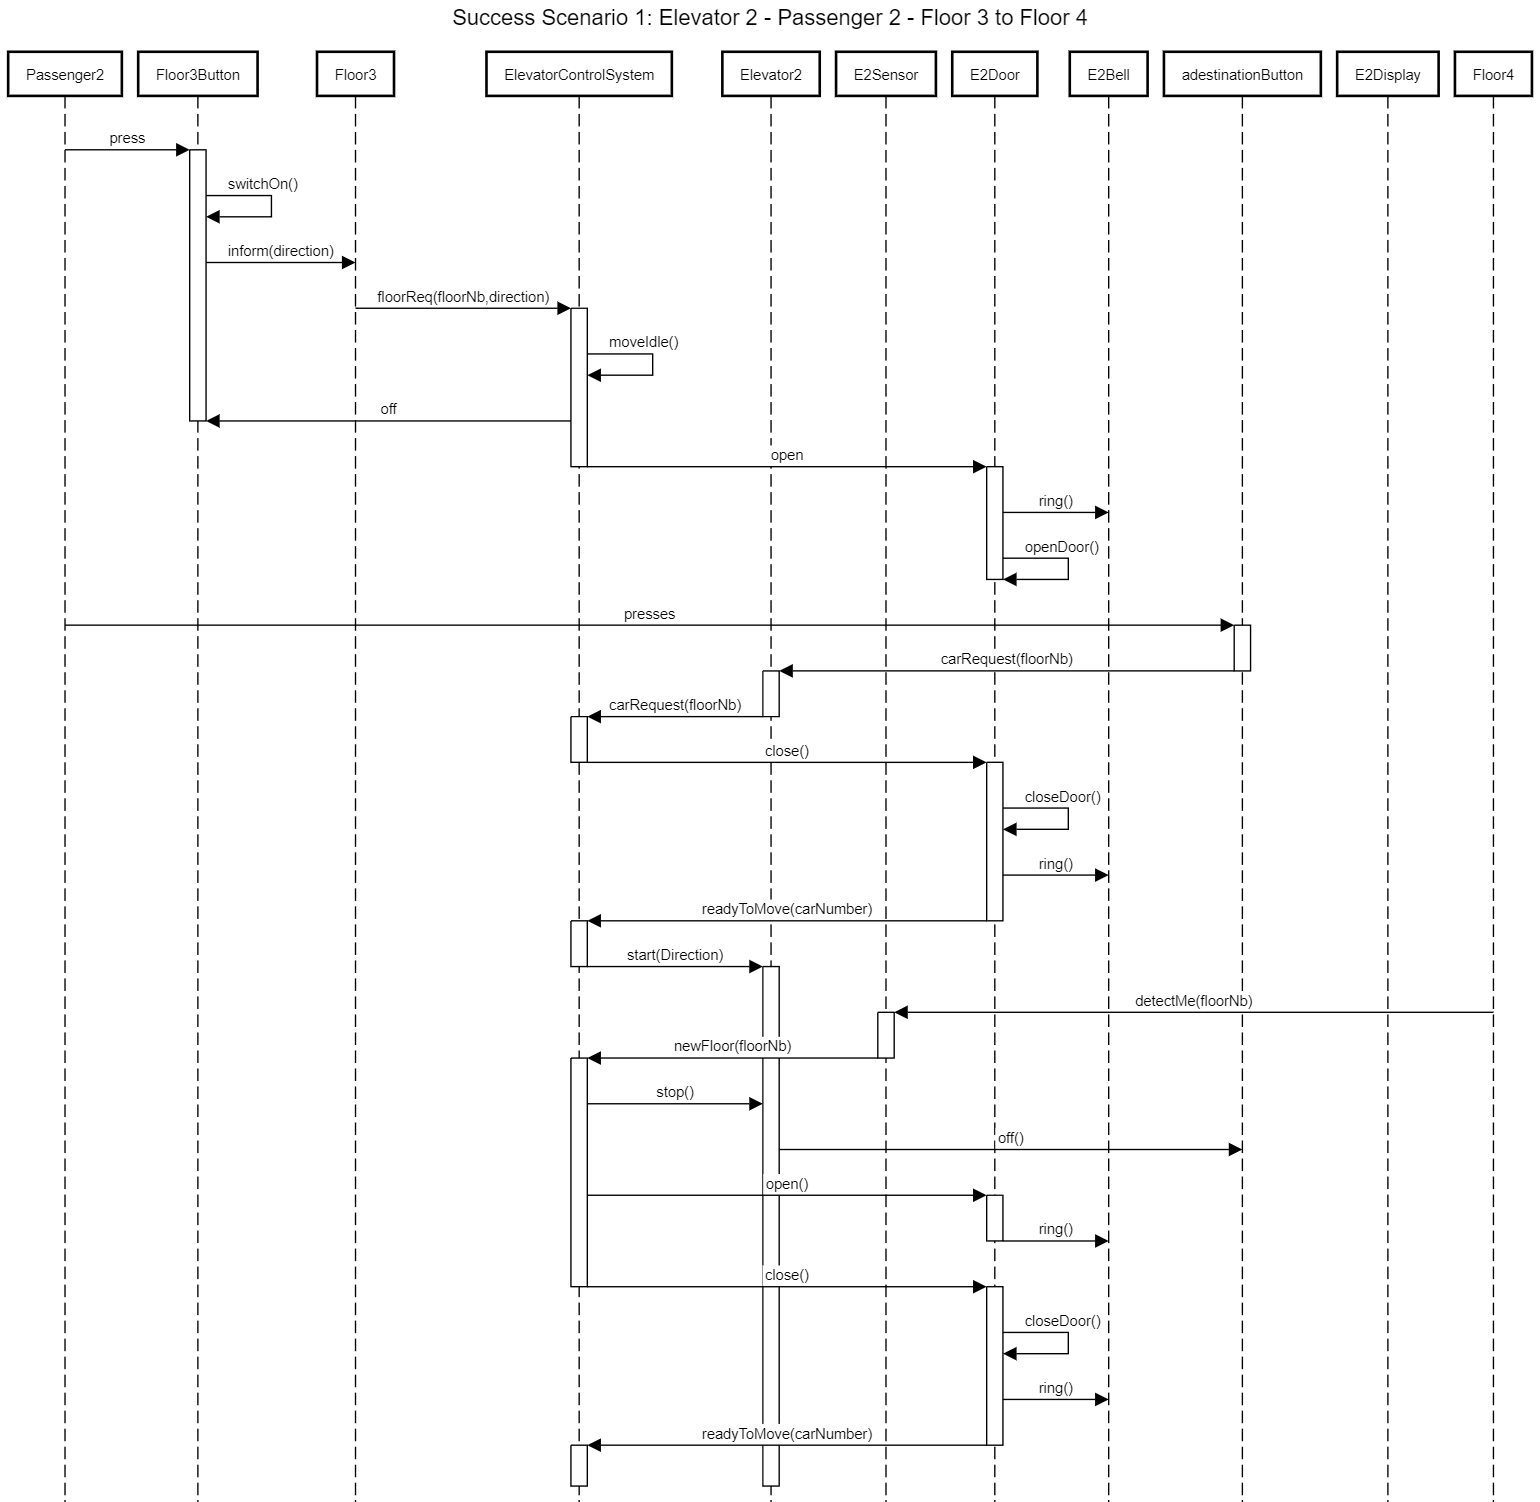 Success Scenario 1: Elevator 2 - Passenger 2 - Floor 3 to Floor 4
Passenger2
Floor3Button
Floor3
ElevatorControlSystem
Elevator2
E2Sensor
E2Door
E2Bell
adestinationButton
E2Display
Floor4
press
switchOn()
inform(direction)
floorReq(floorNb,direction)
moveIdle()
off
open
ring()
openDoor()
presses
carRequest(floorNb)
carRequest(floorNb)
close()
closeDoor()
ring()
readyToMove(carNumber)
start(Direction)
detectMe(floorNb)
newFloor(floorNb)
stop()
off()
open()
ring()
close()
closeDoor()
ring()
readyToMove(carNumber)